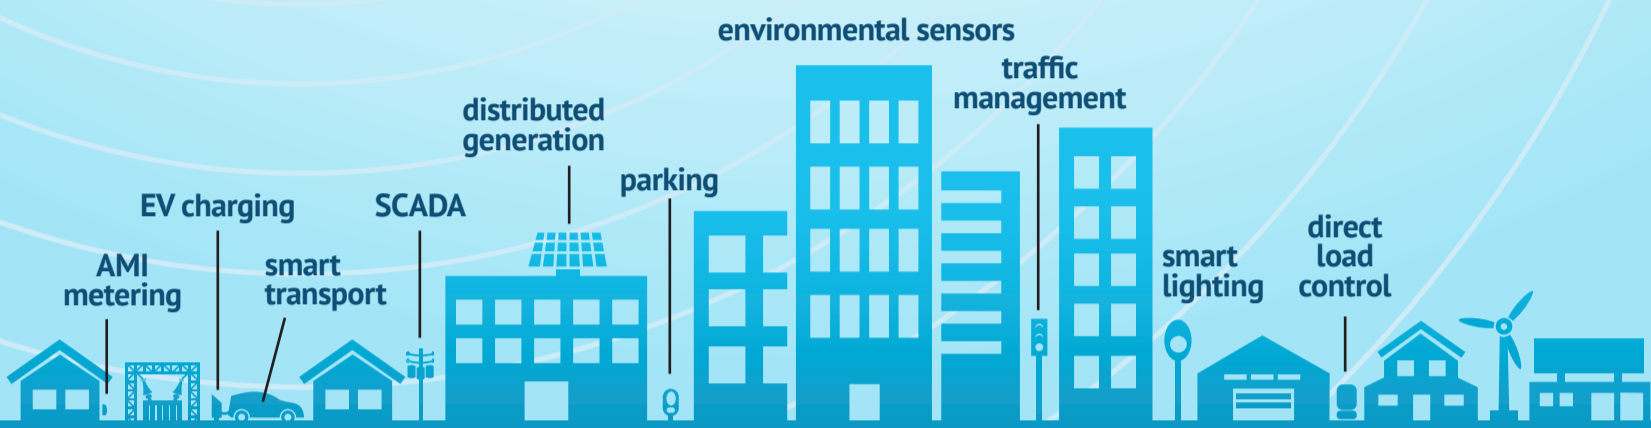 environmental sensors
traffic
management
distributed
generation
parking
EV charging
SCADA
AMI
metering
smart
transport
smart
lighting
direct
load
control